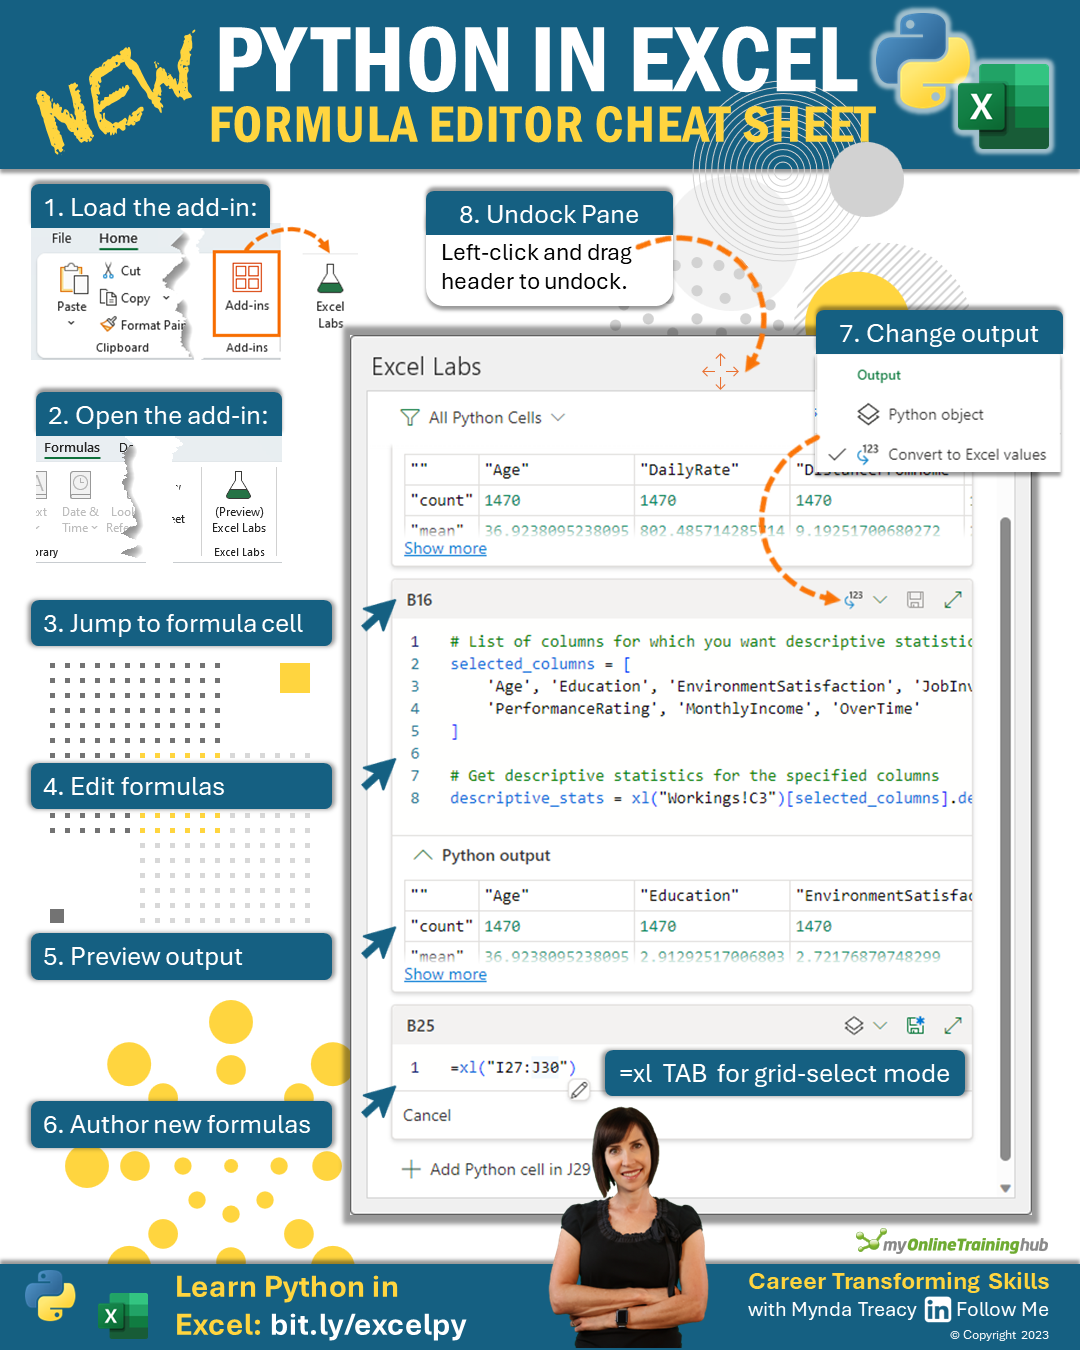 NEW
PYTHON IN EXCEL
FORMULA EDITOR CHEAT SHEET
X
1. Load the add-in:
File Home
Cut
Copy
Paste
Format Pain
Clipboard
Add-ins
Add-ins
Excel
Labs
8. Undock Pane
Left-click and drag
header to undock.
7. Change output
Output
Python object
123 Convert to Excel values
2. Open the add-in:
Formulas Da
ext
Date &
Time
Look
Refe
brary
eet
(Preview)
Excel Labs
Excel Labs
3. Jump to formula cell
4. Edit formulas
5. Preview output
6. Author new formulas
Excel Labs
All Python Cells
"" "Age" "DailyRate" "DistanceFromHome"
"count" 1470 1470 1470
"mean" 36.9238095238095 802.485714285714 9.19251700680272
Show more
B16
123
1 # List of columns for which you want descriptive statistic
2 selected_columns = [
3 'Age', 'Education', 'EnvironmentSatisfaction', 'JobInv
4 'PerformanceRating', 'MonthlyIncome', 'OverTime'
5 ]
6
7 # Get descriptive statistics for the specified columns
8 descriptive_stats = xl("Workings!C3")[selected_columns].de
Python output
"" "Age" "Education" "EnvironmentSatisfac
"count" 1470 1470 1470
"mean" 36.9238095238095 2.91292517006803 2.72176870748299
Show more
B25
1 =xl("I27:J30")
=xl TAB for grid-select mode
Cancel
Add Python cell in J29
myOnlineTraininghub
X
Learn Python in
Excel: bit.ly/excelpy
Career Transforming Skills
with Mynda Treacy in Follow Me
© Copyright 2023